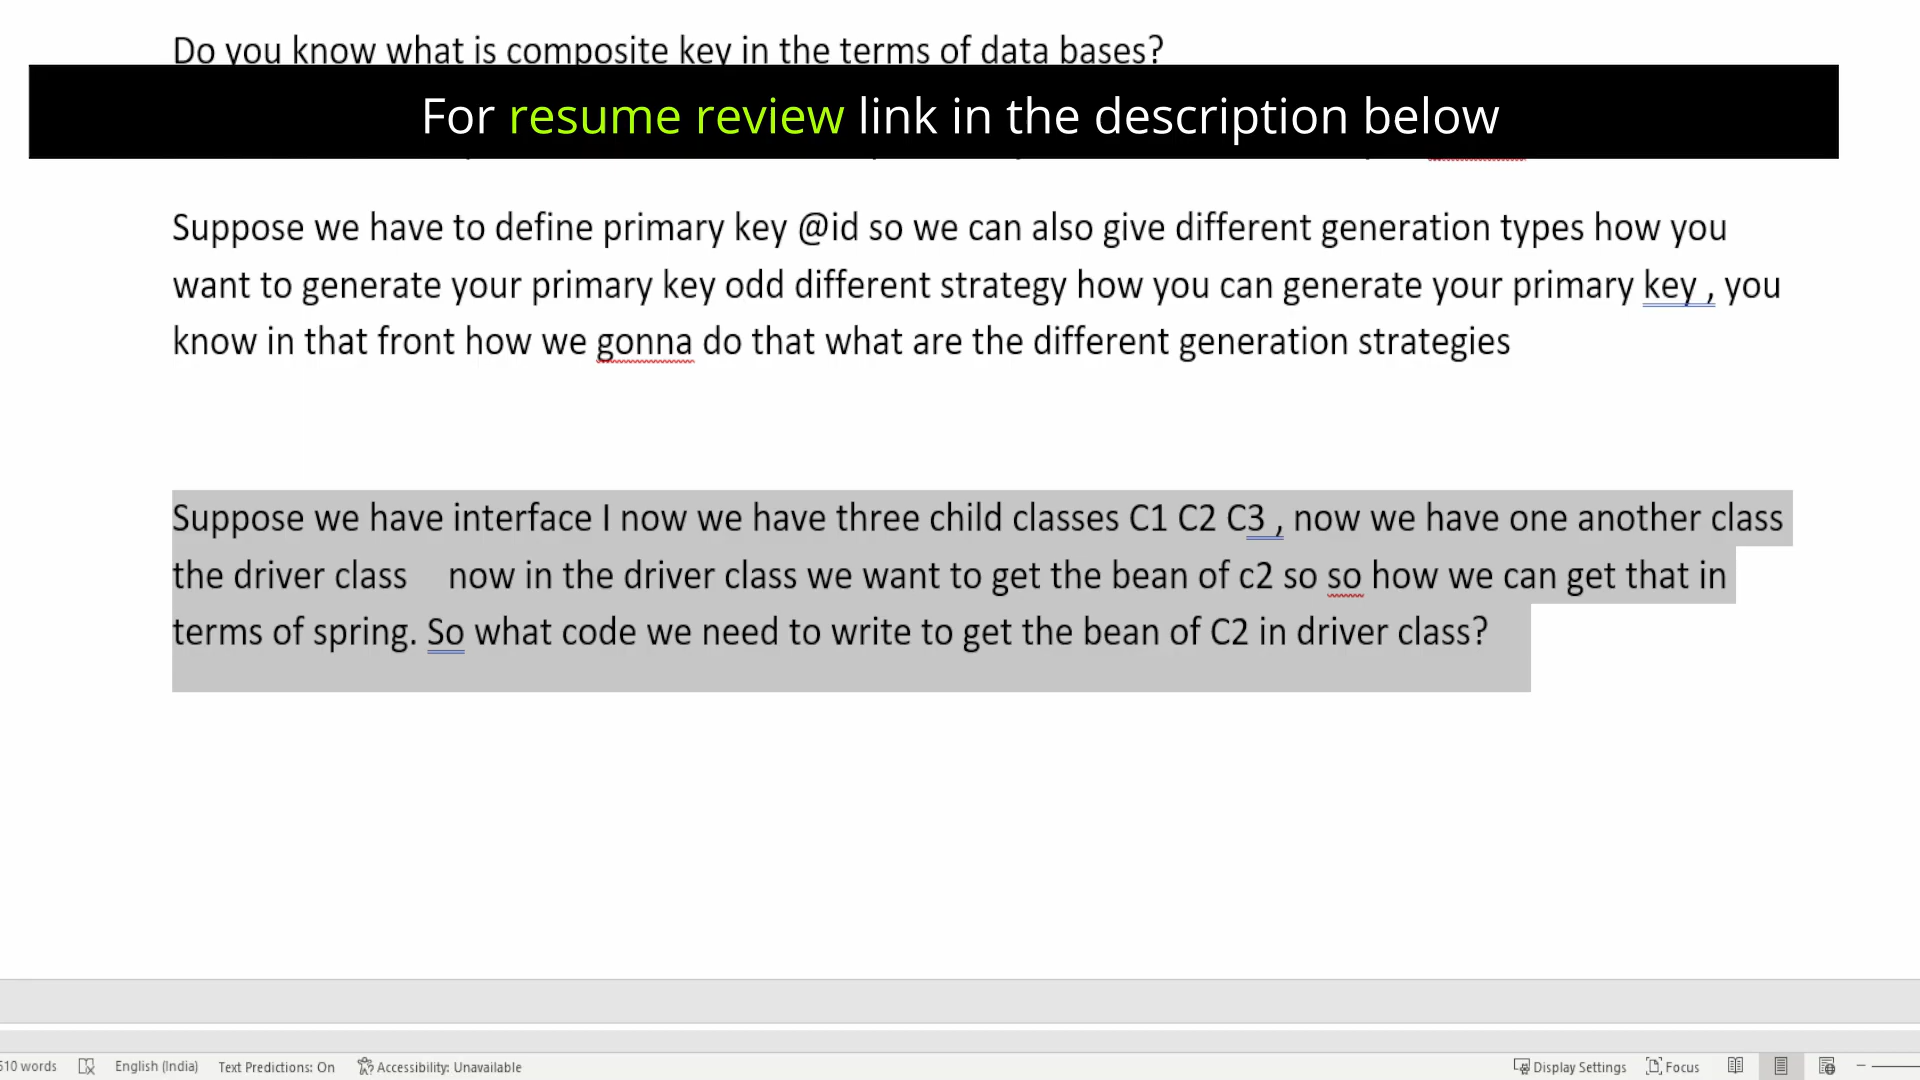 Do you know what is composite key in the terms of data bases?
For resume review link in the description below
Suppose we have to define primary key @id so we can also give different generation types how you
want to generate your primary key odd different strategy how you can generate your primary key , you
know in that front how we gonna do that what are the different generation strategies
Suppose we have interface I now we have three child classes C1 C2 C3 , now we have one another class
the driver class now in the driver class we want to get the bean of c2 so so how we can get that in
terms of spring. So what code we need to write to get the bean of C2 in driver class?
510 words English (India) Text Predictions: On Accessibility: Unavailable Display Settings Focus